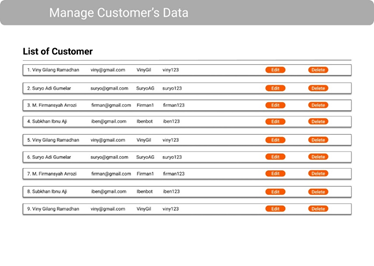 Manage Customer's Data
List of Customer
1. Viny Gilang Ramadhan viny@gmail.com VinyGil viny123 Edit Delete
2. Suryo Adi Gumelar suryo@gmail.com SuryoAG suryo123 Edit Delete
3. M. Firmansyah Arrozi firman@gmail.com Firman1 firman123 Edit Delete
4. Subkhan Ibnu Aji iben@gmail.com Ibenbot iben123 Edit Delete
5. Viny Gilang Ramadhan viny@gmail.com VinyGil viny123 Edit Delete
6. Suryo Adi Gumelar suryo@gmail.com SuryoAG suryo123 Edit Delete
7. M. Firmansyah Arrozi firman@gmail.com Firman1 firman123 Edit Delete
8. Subkhan Ibnu Aji iben@gmail.com Ibenbot iben123 Edit Delete
9. Viny Gilang Ramadhan viny@gmail.com VinyGil viny123 Edit Delete